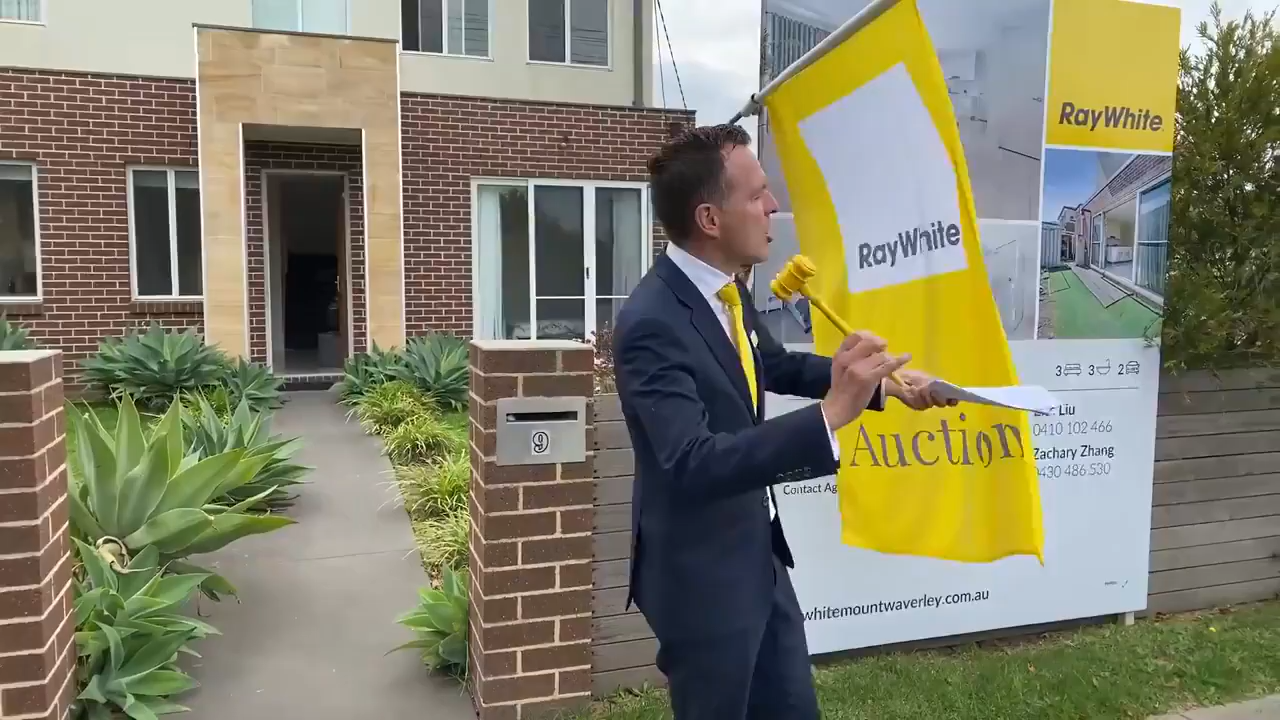 RayWhite
RayWhite
3 3 2
Liu
0410 102 466
Auction
Zachary Zhang
0430 486 530
9
Contact
whitemountwaverley.com.au